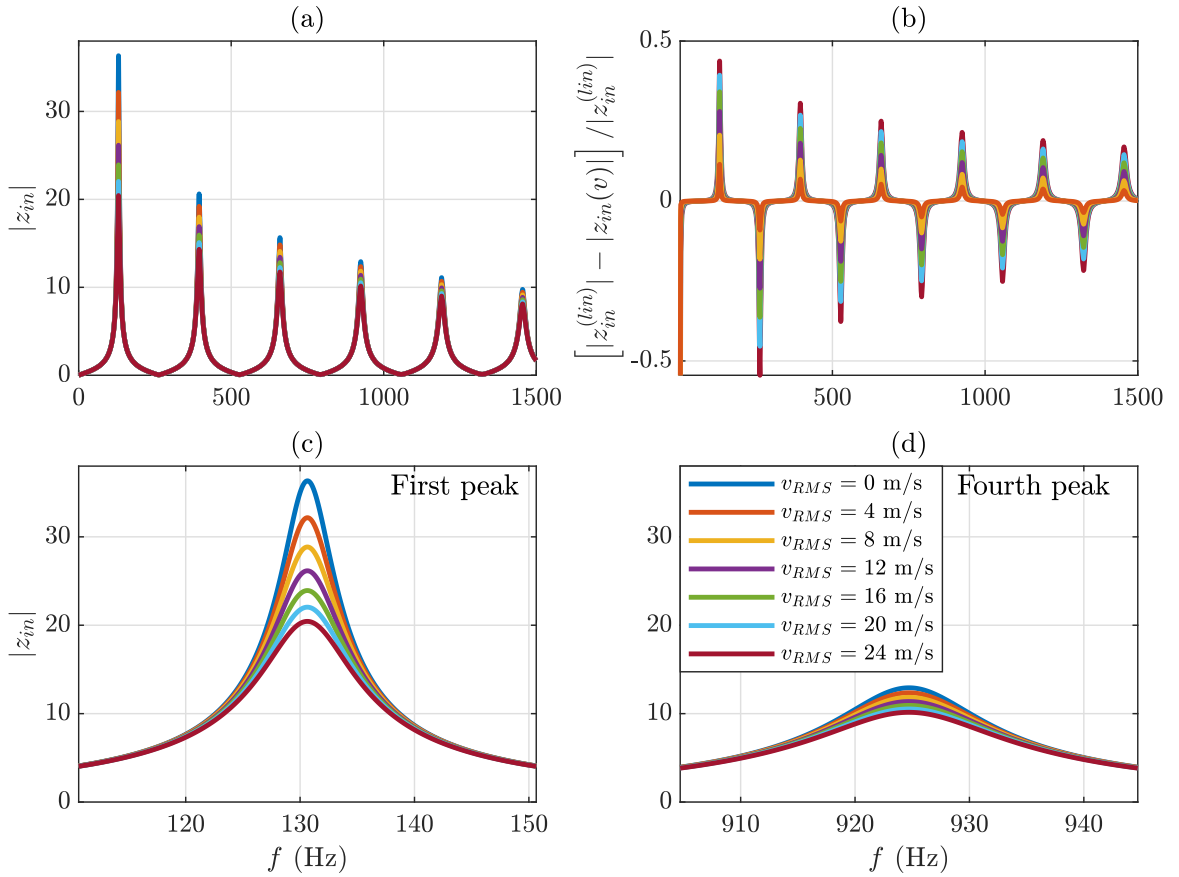 (a)
|z_in|
30
20
10
0
0
500
1000
1500
(b)
[|z_in^(lin)| − |z_in(v)|] /|z_in^(lin)|
0.5
0
-0.5
500
1000
1500
(c)
First peak
|z_in|
30
20
10
0
120
130
140
150
f (Hz)
(d)
Fourth peak
v_RMS = 0 m/s
v_RMS = 4 m/s
v_RMS = 8 m/s
v_RMS = 12 m/s
v_RMS = 16 m/s
v_RMS = 20 m/s
v_RMS = 24 m/s
30
20
10
0
910
920
930
940
f (Hz)